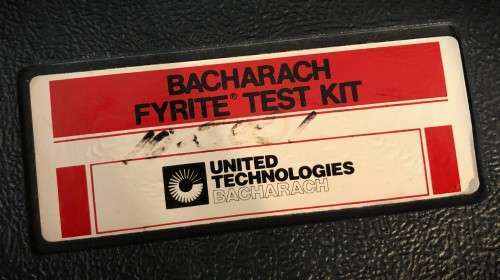 BACHARACH
FYRITE® TEST KIT
UNITED
TECHNOLOGIES
BACHARACH